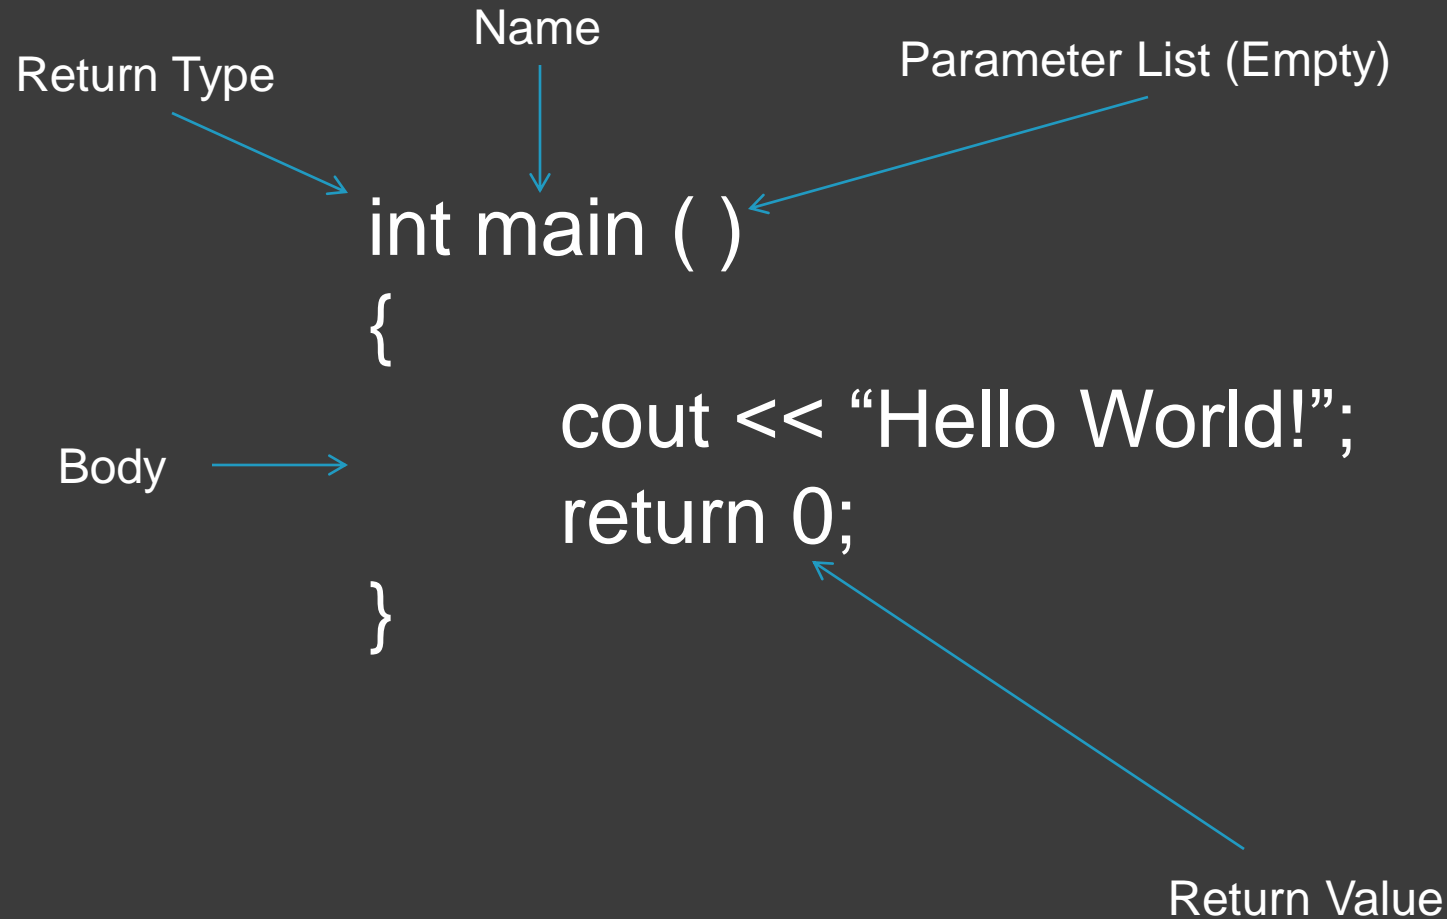 Name
Return Type
Parameter List (Empty)
int main ( )
{
cout << “Hello World!”;
Body
return 0;
}
Return Value